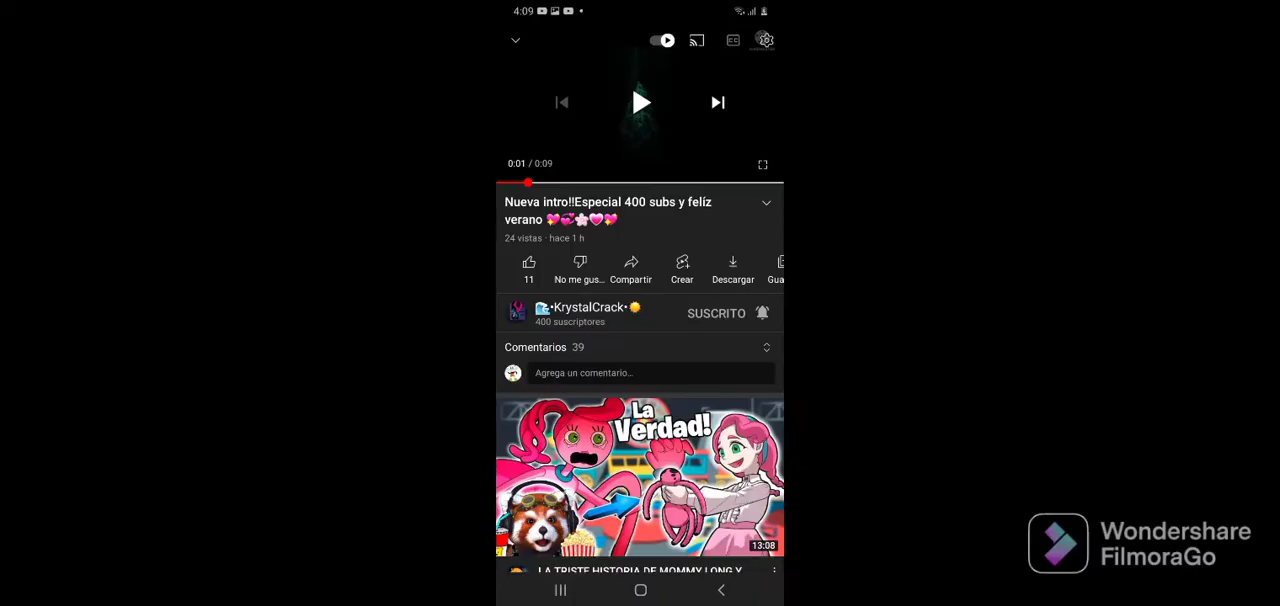 4:09
CC
0:01 / 0:09
Nueva intro!!Especial 400 subs y felíz
verano 💖💞🌸💗💖
24 vistas · hace 1 h
11
No me gus...
Compartir
Crear
Descargar
Gua
🌊•KrystalCrack•☀️
400 suscriptores
SUSCRITO
Comentarios 39
Agrega un comentario...
La
Verdad!
13:08
LA TRISTE HISTORIA DE MOMMY LONG Y
Wondershare
FilmoraGo